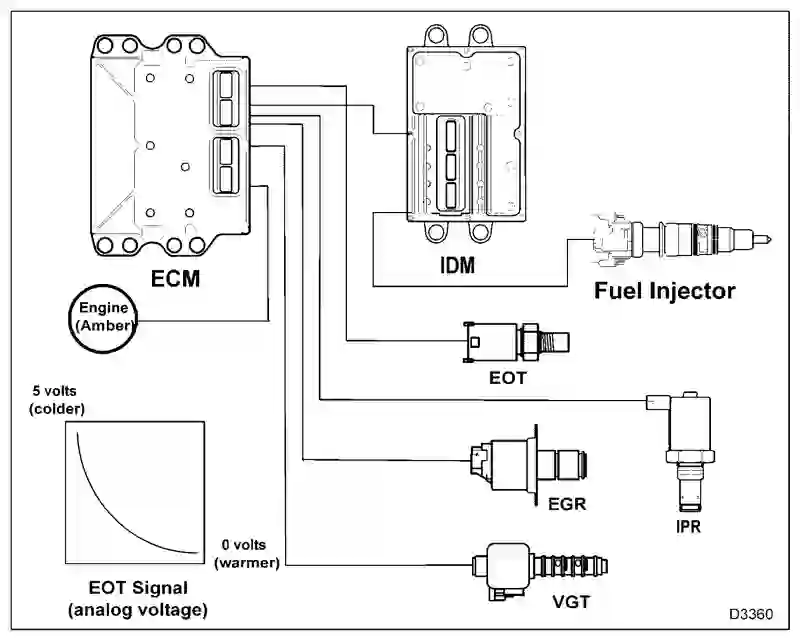 ECM
IDM
Fuel Injector
Engine
(Amber)
EOT
5 volts
(colder)
EGR
IPR
0 volts
(warmer)
EOT Signal
(analog voltage)
VGT
D3360